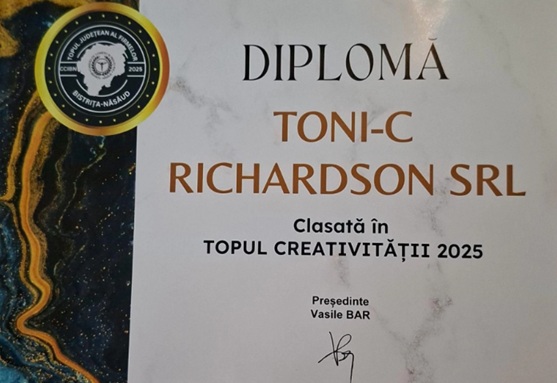 TOPUL JUDEȚEAN AL FIRMELOR
CCIBN 2025
BISTRIȚA-NĂSĂUD
DIPLOMĂ
TONI-C
RICHARDSON SRL
Clasată în
TOPUL CREATIVITĂȚII 2025
Președinte
Vasile BAR